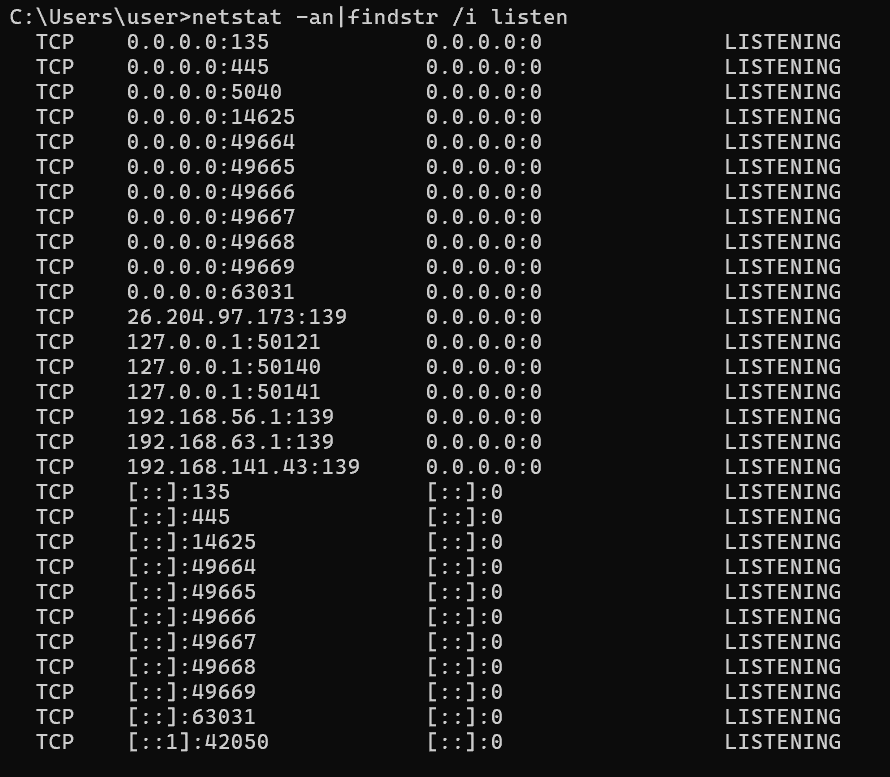 C:\Users\user>netstat -an|findstr /i listen
TCP 0.0.0.0:135 0.0.0.0:0 LISTENING
TCP 0.0.0.0:445 0.0.0.0:0 LISTENING
TCP 0.0.0.0:5040 0.0.0.0:0 LISTENING
TCP 0.0.0.0:14625 0.0.0.0:0 LISTENING
TCP 0.0.0.0:49664 0.0.0.0:0 LISTENING
TCP 0.0.0.0:49665 0.0.0.0:0 LISTENING
TCP 0.0.0.0:49666 0.0.0.0:0 LISTENING
TCP 0.0.0.0:49667 0.0.0.0:0 LISTENING
TCP 0.0.0.0:49668 0.0.0.0:0 LISTENING
TCP 0.0.0.0:49669 0.0.0.0:0 LISTENING
TCP 0.0.0.0:63031 0.0.0.0:0 LISTENING
TCP 26.204.97.173:139 0.0.0.0:0 LISTENING
TCP 127.0.0.1:50121 0.0.0.0:0 LISTENING
TCP 127.0.0.1:50140 0.0.0.0:0 LISTENING
TCP 127.0.0.1:50141 0.0.0.0:0 LISTENING
TCP 192.168.56.1:139 0.0.0.0:0 LISTENING
TCP 192.168.63.1:139 0.0.0.0:0 LISTENING
TCP 192.168.141.43:139 0.0.0.0:0 LISTENING
TCP [::]:135 [::]:0 LISTENING
TCP [::]:445 [::]:0 LISTENING
TCP [::]:14625 [::]:0 LISTENING
TCP [::]:49664 [::]:0 LISTENING
TCP [::]:49665 [::]:0 LISTENING
TCP [::]:49666 [::]:0 LISTENING
TCP [::]:49667 [::]:0 LISTENING
TCP [::]:49668 [::]:0 LISTENING
TCP [::]:49669 [::]:0 LISTENING
TCP [::]:63031 [::]:0 LISTENING
TCP [::1]:42050 [::]:0 LISTENING